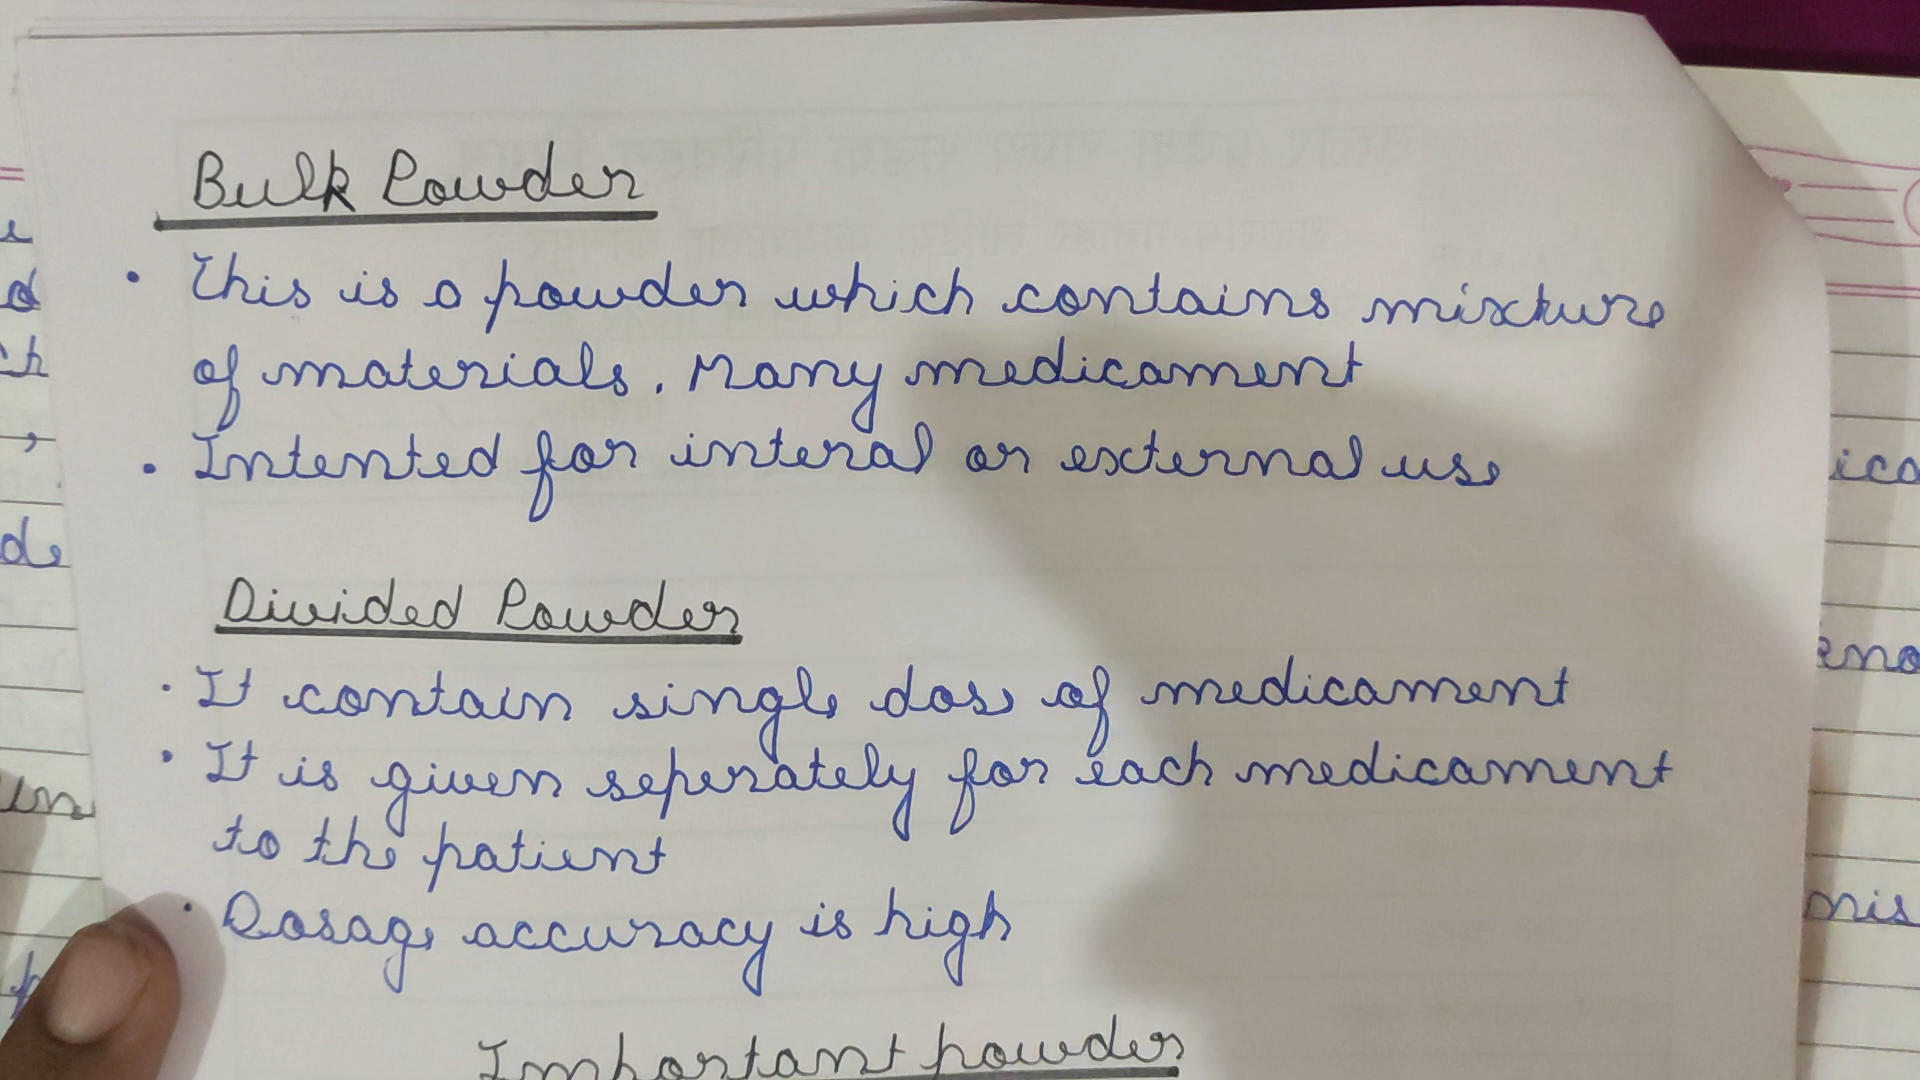 Bulk Powder
• This is a powder which contains mixture
of materials. Many medicament
• Intented for interal or external use
Divided Powder
• It contain single dose of medicament
• It is given seperately for each medicament
to the patient
• Dosage accuracy is high
Important powder